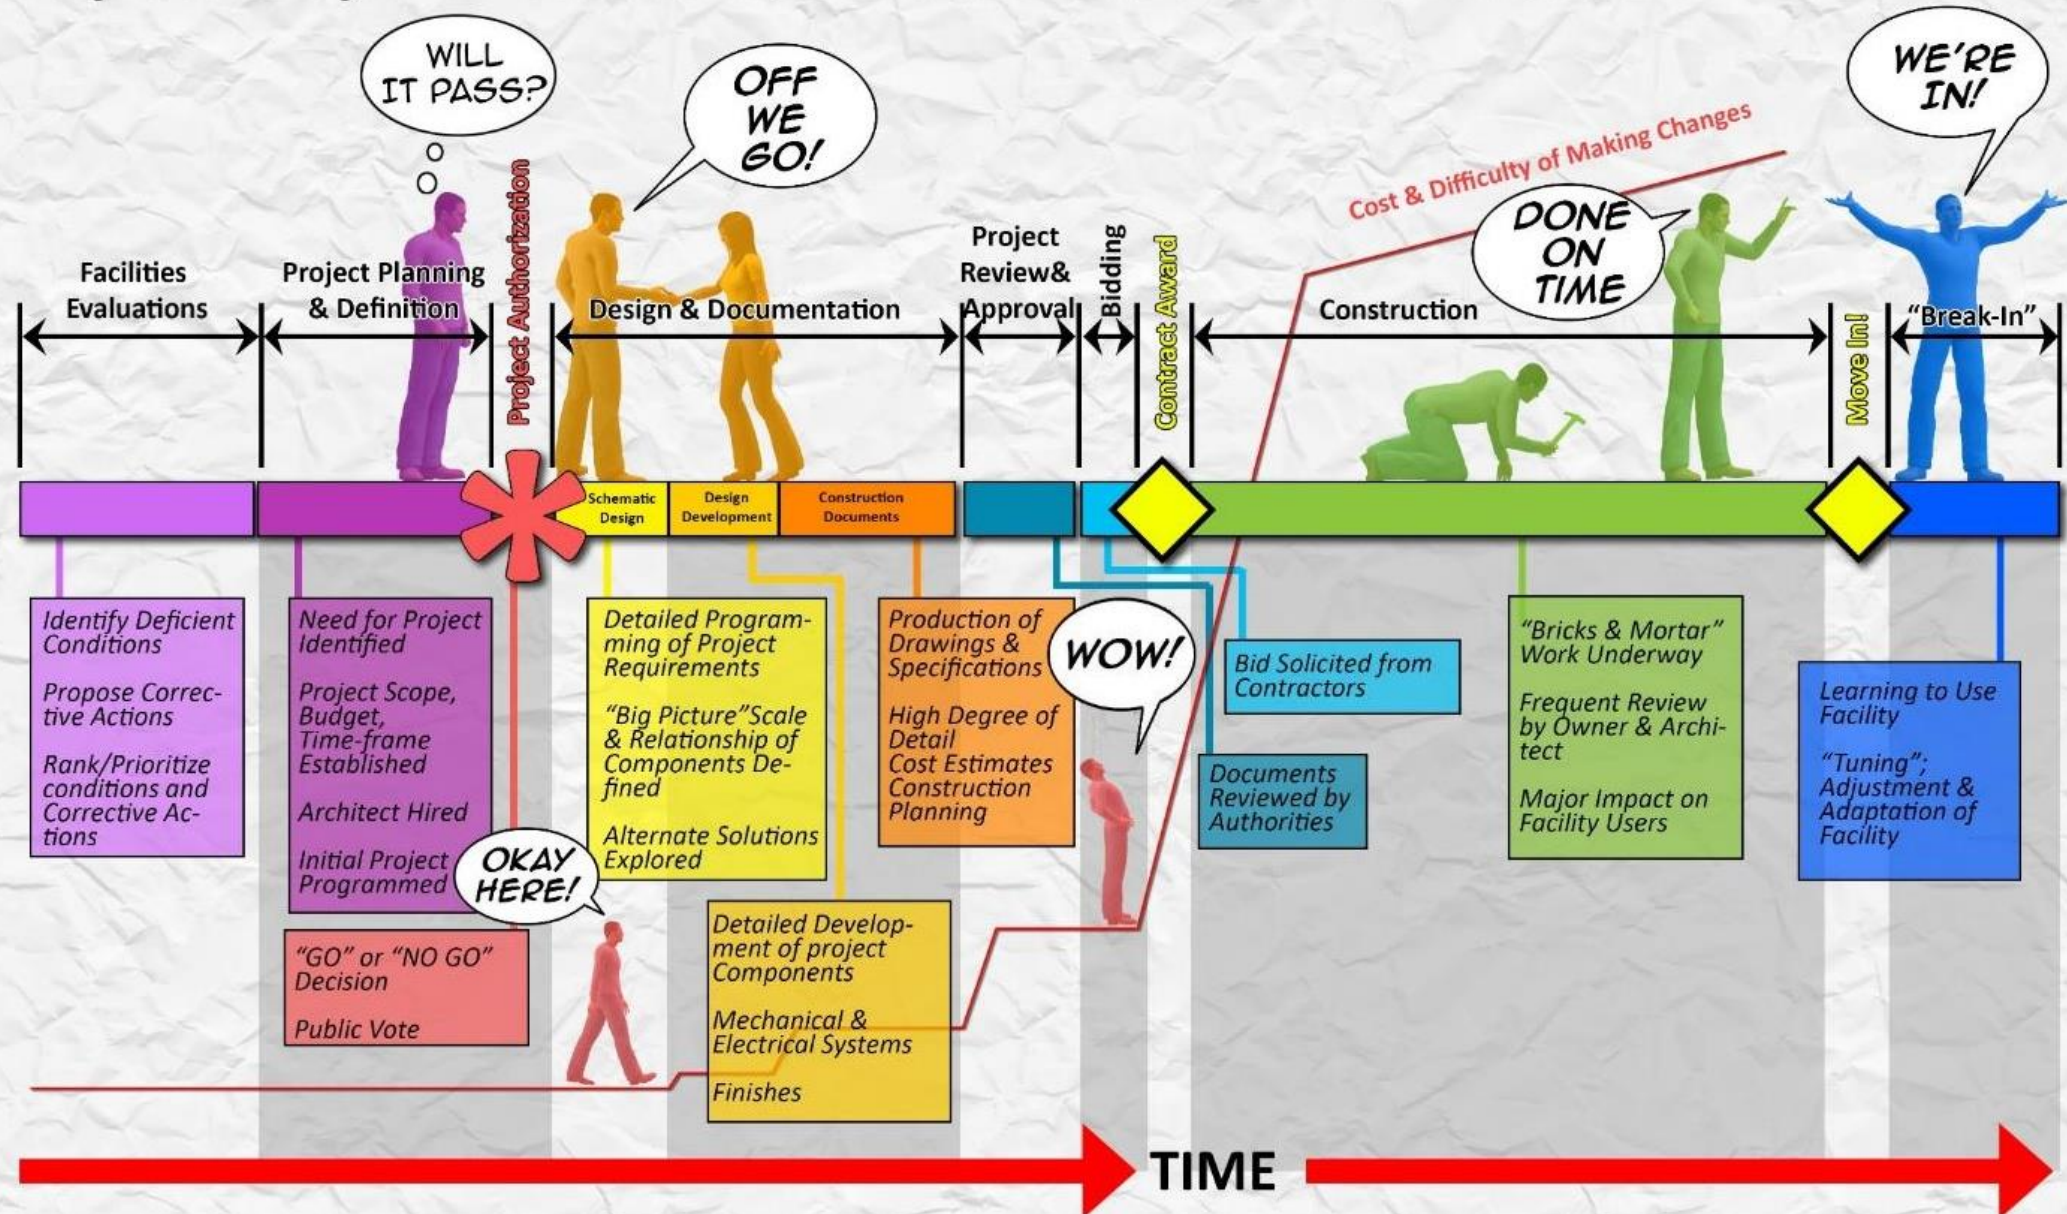 WILL
IT PASS?
OFF
WE
GO!
WE'RE
IN!
Cost & Difficulty of Making Changes
DONE
ON
TIME
Facilities
Evaluations
Project Planning
& Definition
Project Authorization
Design & Documentation
Project
Review&
Approval
Bidding
Contract Award
Construction
Move In!
“Break-In”
Schematic
Design
Design
Development
Construction
Documents
Identify Deficient
Conditions
Propose Correc-
tive Actions
Rank/Prioritize
conditions and
Corrective Ac-
tions
Need for Project
Identified
Project Scope,
Budget,
Time-frame
Established
Architect Hired
Initial Project
Programmed
“GO” or “NO GO”
Decision
Public Vote
OKAY
HERE!
Detailed Program-
ming of Project
Requirements
“Big Picture”Scale
& Relationship of
Components De-
fined
Alternate Solutions
Explored
Detailed Develop-
ment of project
Components
Mechanical &
Electrical Systems
Finishes
Production of
Drawings &
Specifications
High Degree of
Detail
Cost Estimates
Construction
Planning
WOW!
Bid Solicited from
Contractors
Documents
Reviewed by
Authorities
“Bricks & Mortar”
Work Underway
Frequent Review
by Owner & Archi-
tect
Major Impact on
Facility Users
Learning to Use
Facility
“Tuning”;
Adjustment &
Adaptation of
Facility
TIME